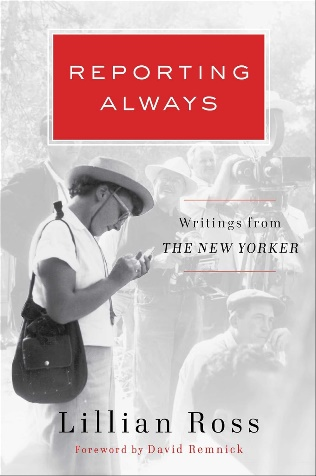 REPORTING
ALWAYS
Writings from
THE NEW YORKER
Lillian Ross
Foreword by David Remnick